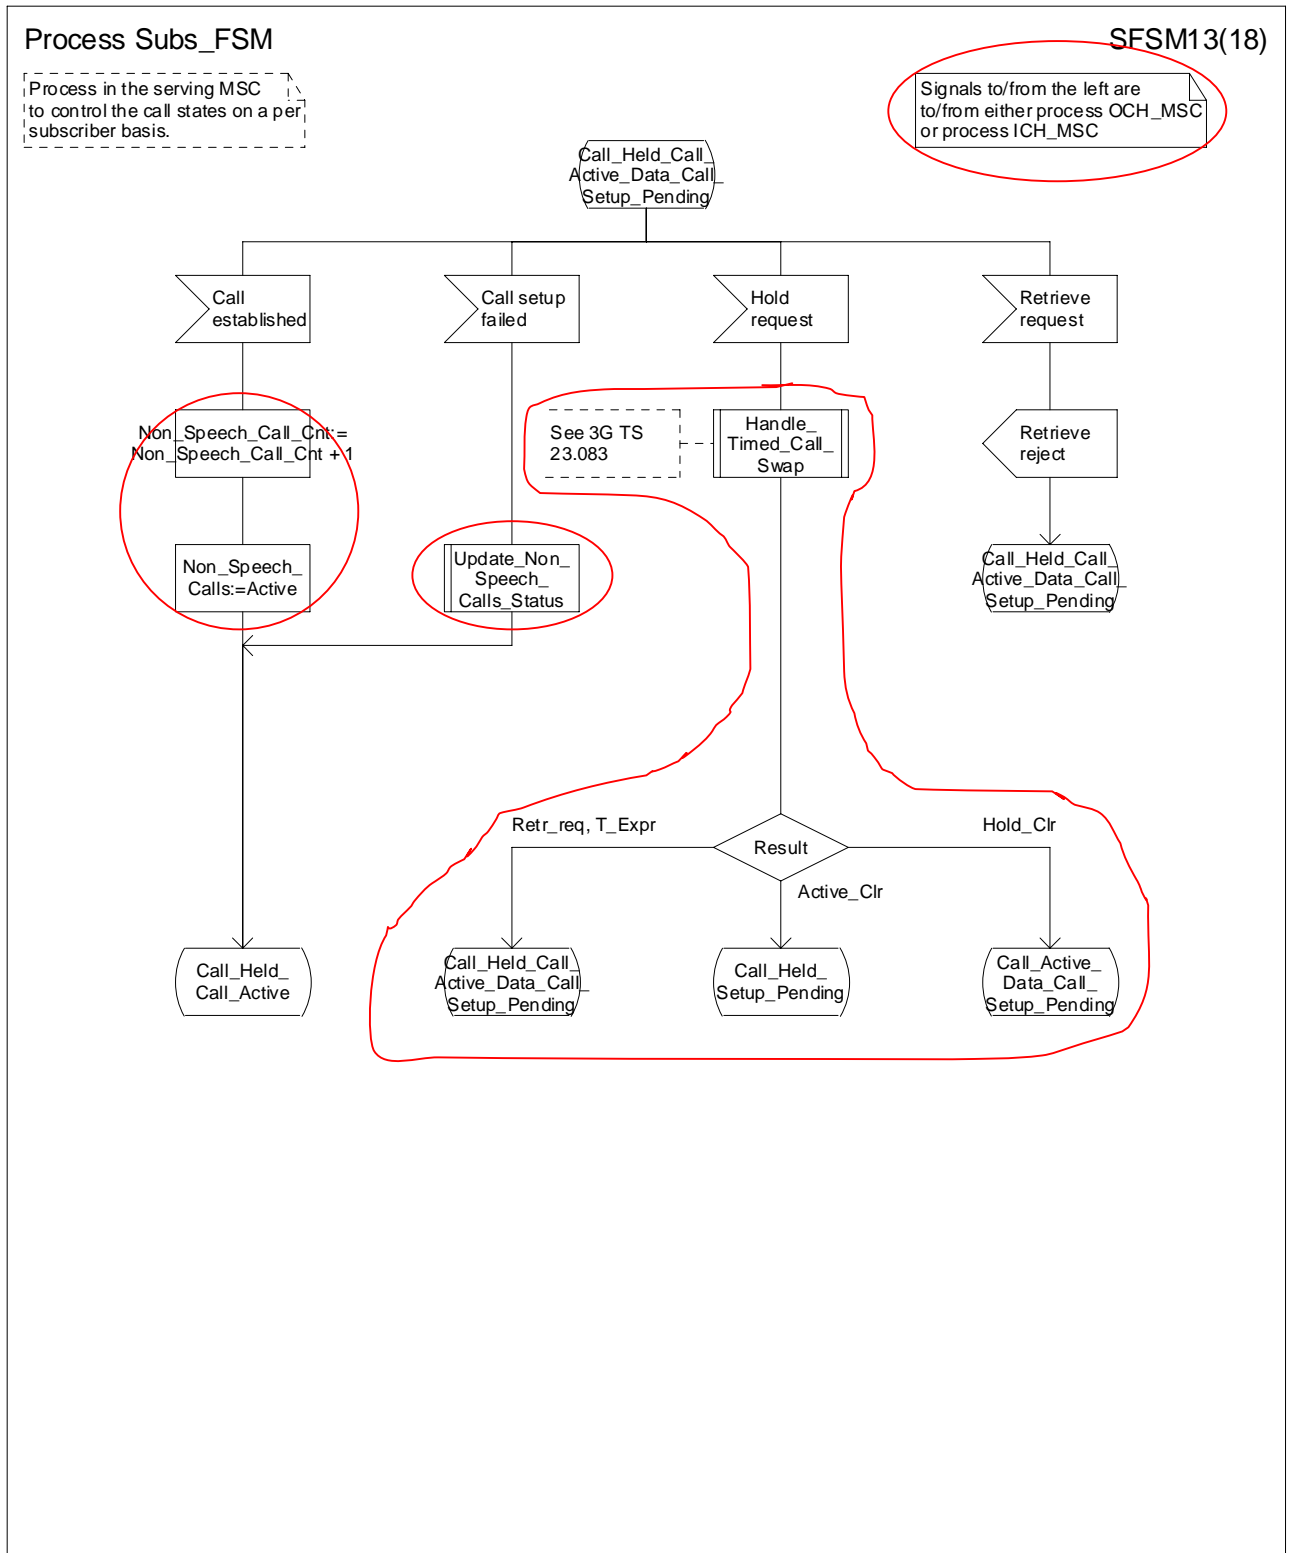 Process Subs_FSM
SFSM13(18)
Process in the serving MSC
to control the call states on a per
subscriber basis.
Signals to/from the left are
to/from either process OCH_MSC
or process ICH_MSC
Call_Held_Call_
Active_Data_Call_
Setup_Pending
Call
established
Call setup
failed
Hold
request
Retrieve
request
Non_Speech_Call_Cnt:=
Non_Speech_Call_Cnt + 1
See 3G TS
23.083
Handle_
Timed_Call_
Swap
Retrieve
reject
Non_Speech_
Calls:=Active
Update_Non_
Speech_
Calls_Status
Call_Held_Call_
Active_Data_Call_
Setup_Pending
Retr_req, T_Expr
Result
Hold_Clr
Active_Clr
Call_Held_
Call_Active
Call_Held_Call_
Active_Data_Call_
Setup_Pending
Call_Held_
Setup_Pending
Call_Active_
Data_Call_
Setup_Pending